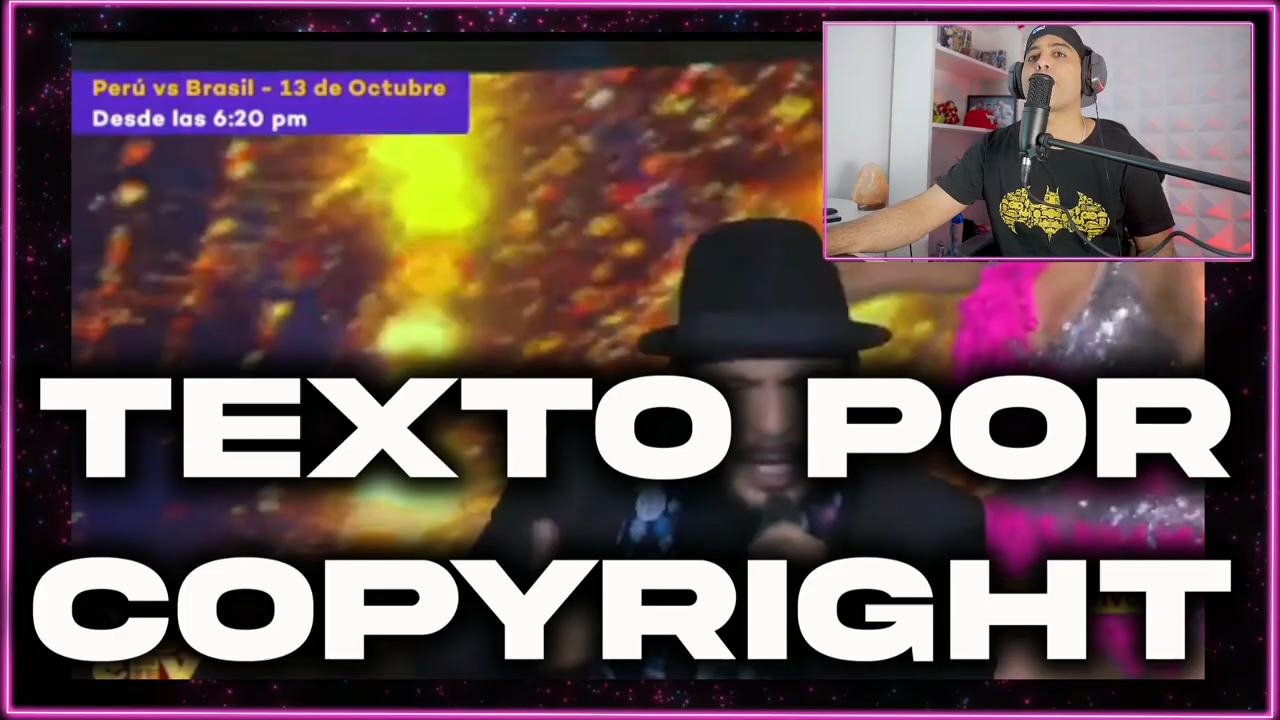 Perú vs Brasil - 13 de Octubre
Desde las 6:20 pm
TEXTO POR
COPYRIGHT